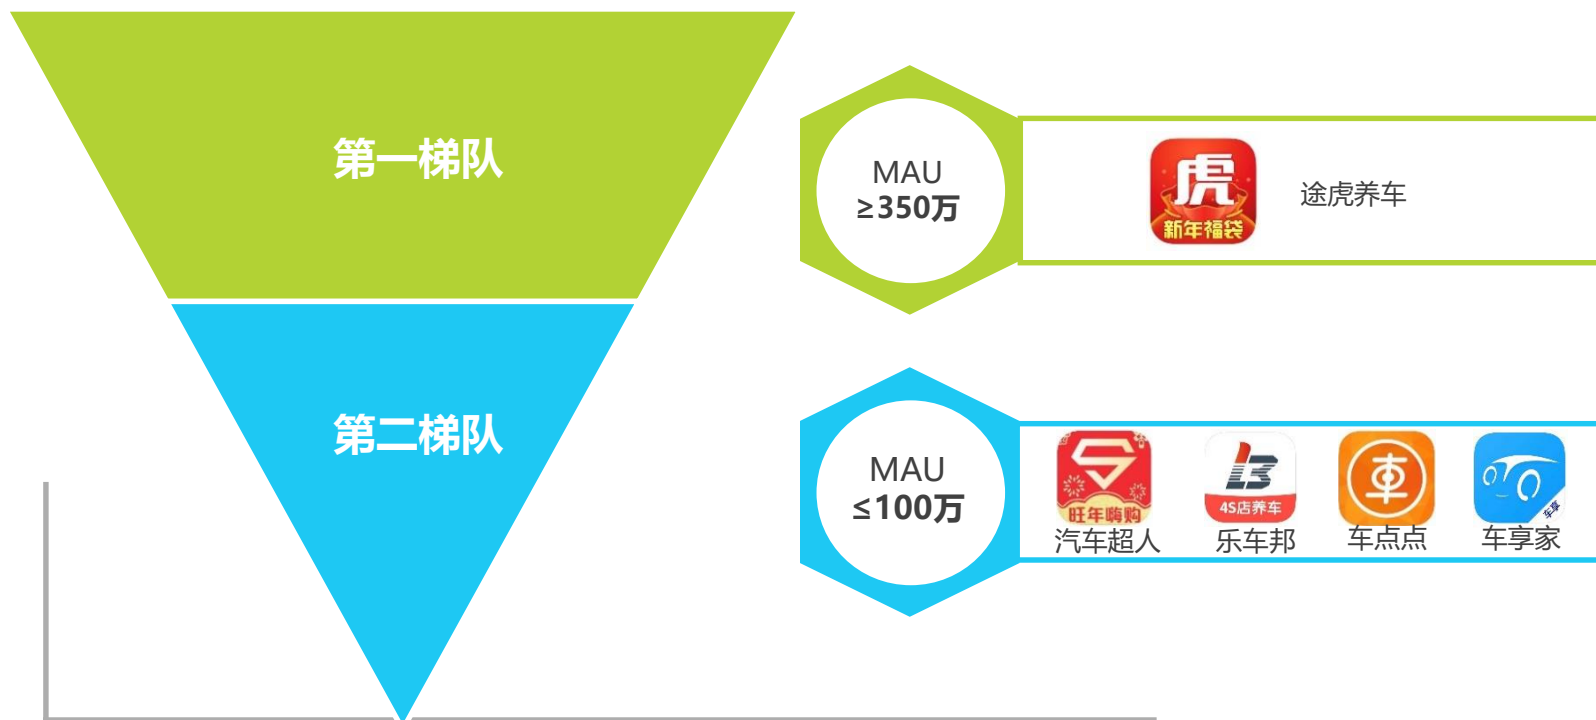 第一梯队
MAU
≥350万
虎
新年福袋
途虎养车
第二梯队
MAU
≤100万
旺年嗨购
汽车超人
4S店养车
乐车邦
車
车点点
车享家